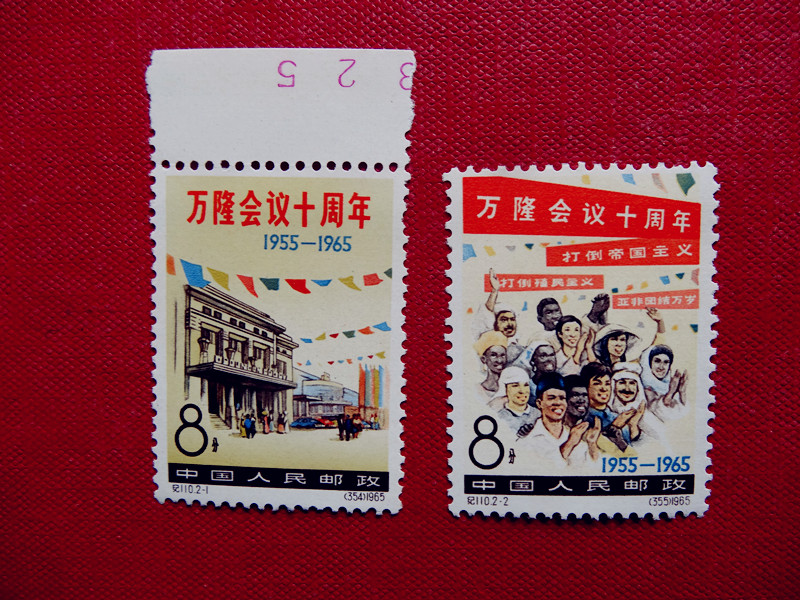 3 2 5
万隆会议十周年
1955—1965
8分
中国人民邮政
纪110.2-1
(354)1965
万隆会议十周年
打倒帝国主义
打倒殖民主义
亚非团结万岁
8分
1955—1965
中国人民邮政
纪110.2-2
(355)1965